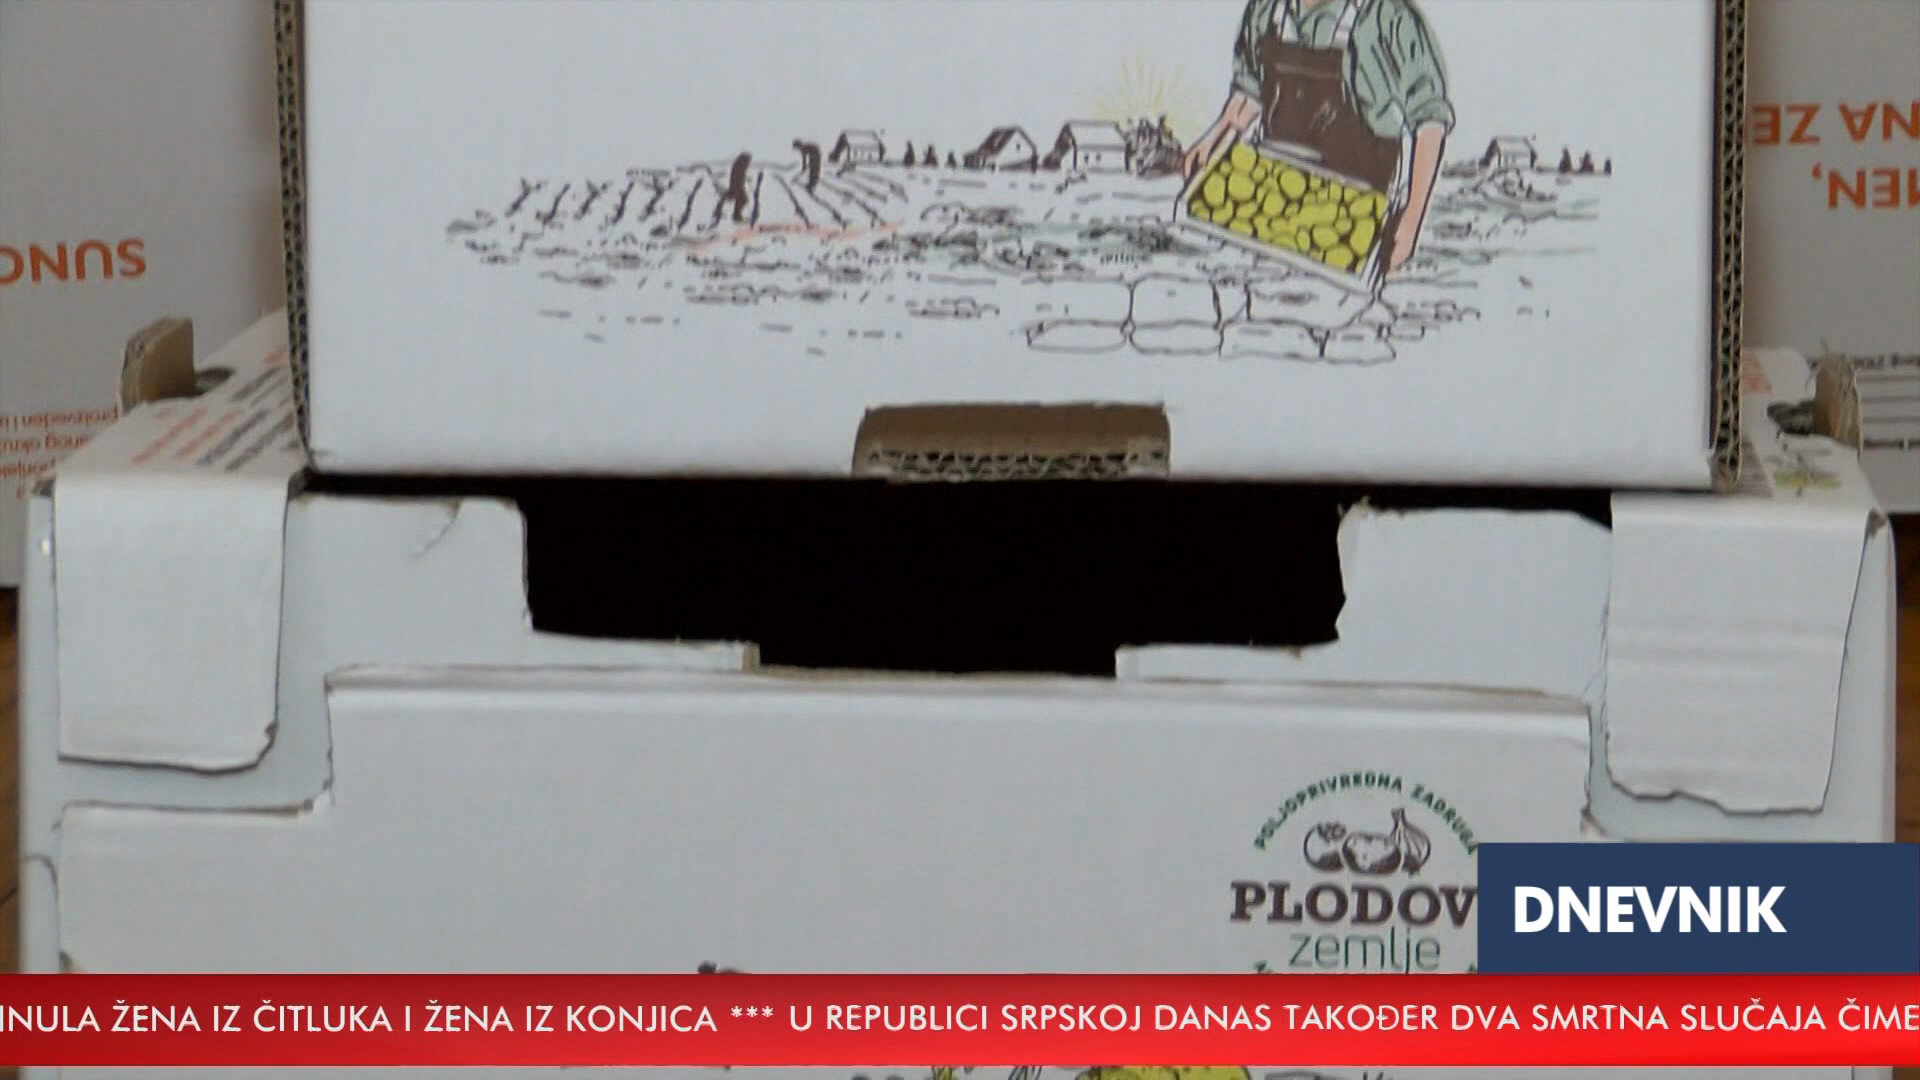 SUNC
NA ZE
MEN,
POLJOPRIVREDNA ZADRUGA
PLODOV
zemlje
DNEVNIK
INULA ŽENA IZ ČITLUKA I ŽENA IZ KONJICA *** U REPUBLICI SRPSKOJ DANAS TAKOĐER DVA SMRTNA SLUČAJA ČIME